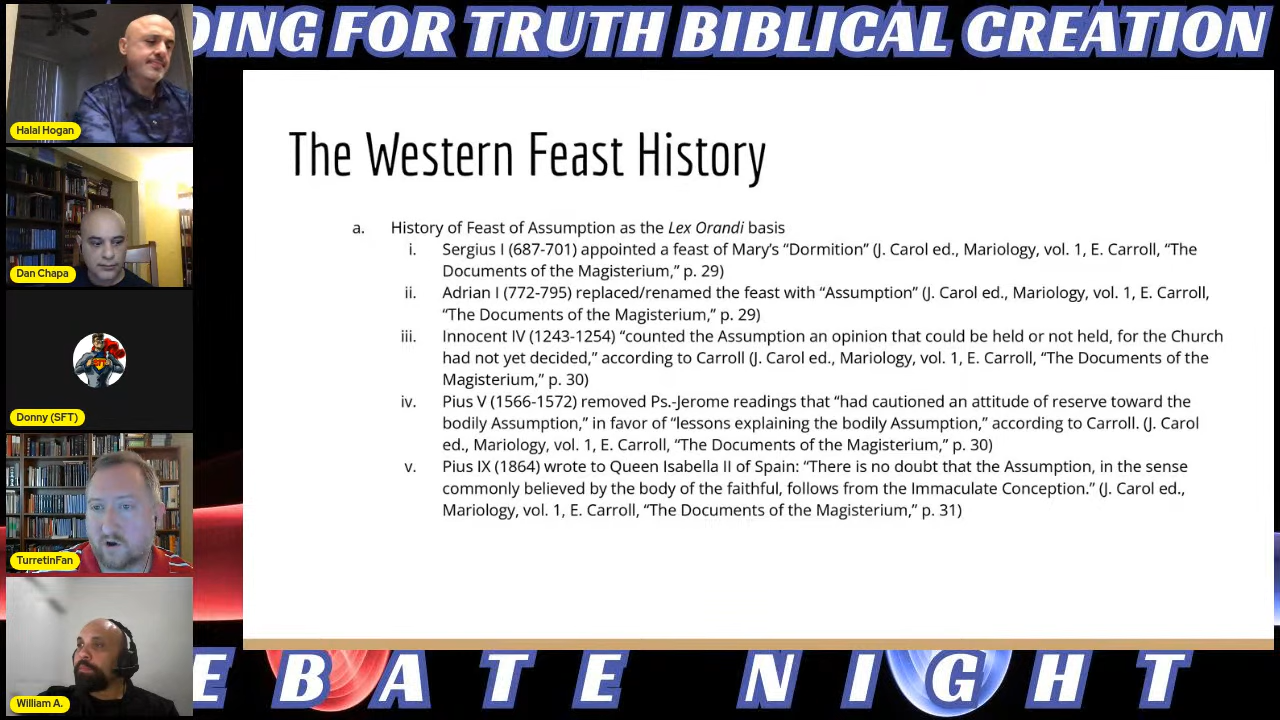 DING FOR TRUTH BIBLICAL CREATION
Halal Hogan
Dan Chapa
Donny (SFT)
TurretinFan
William A.
The Western Feast History
a. History of Feast of Assumption as the Lex Orandi basis
i. Sergius I (687-701) appointed a feast of Mary’s “Dormition” (J. Carol ed., Mariology, vol. 1, E. Carroll, “The
Documents of the Magisterium,” p. 29)
ii. Adrian I (772-795) replaced/renamed the feast with “Assumption” (J. Carol ed., Mariology, vol. 1, E. Carroll,
“The Documents of the Magisterium,” p. 29)
iii. Innocent IV (1243-1254) “counted the Assumption an opinion that could be held or not held, for the Church
had not yet decided,” according to Carroll (J. Carol ed., Mariology, vol. 1, E. Carroll, “The Documents of the
Magisterium,” p. 30)
iv. Pius V (1566-1572) removed Ps.-Jerome readings that “had cautioned an attitude of reserve toward the
bodily Assumption,” in favor of “lessons explaining the bodily Assumption,” according to Carroll. (J. Carol
ed., Mariology, vol. 1, E. Carroll, “The Documents of the Magisterium,” p. 30)
v. Pius IX (1864) wrote to Queen Isabella II of Spain: “There is no doubt that the Assumption, in the sense
commonly believed by the body of the faithful, follows from the Immaculate Conception.” (J. Carol ed.,
Mariology, vol. 1, E. Carroll, “The Documents of the Magisterium,” p. 31)
EBATE NIGHT